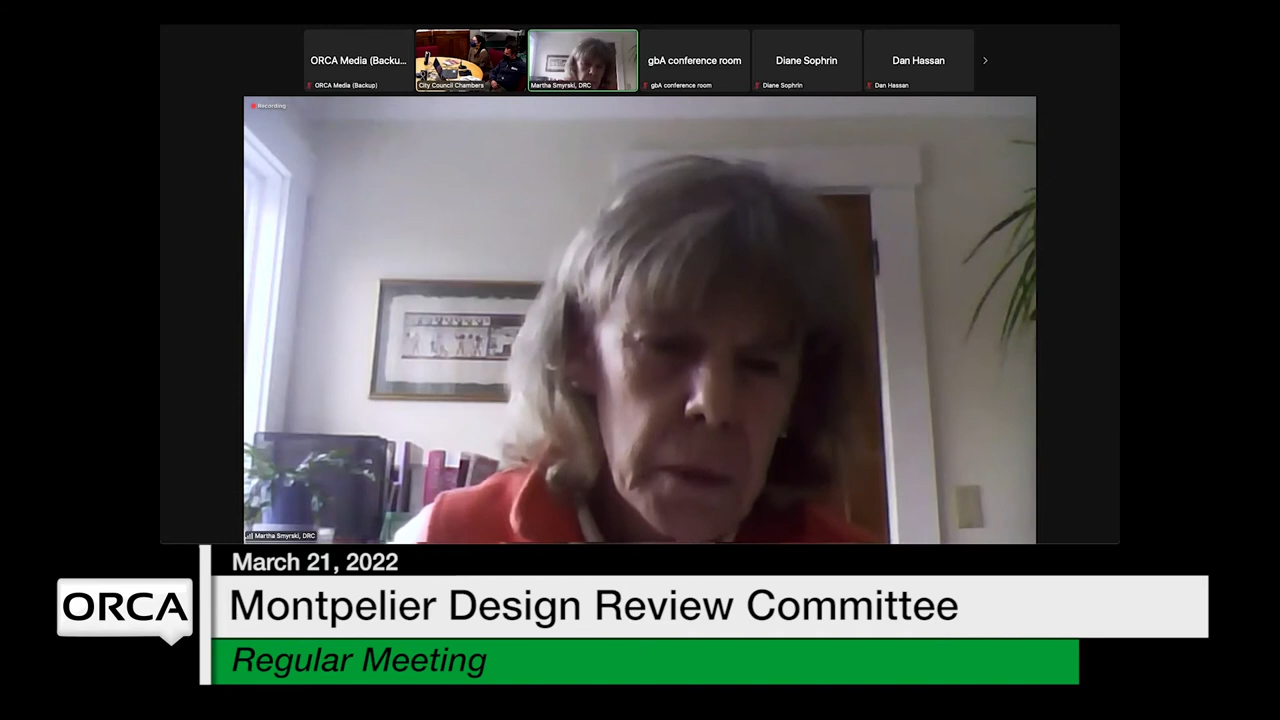 ORCA Media (Backu...
gbA conference room
Diane Sophrin
Dan Hassan
ORCA Media (Backup)
City Council Chambers
Martha Smyrski, DRC
gbA conference room
Diane Sophrin
Dan Hassan
Recording
Martha Smyrski, DRC
March 21, 2022
ORCA
Montpelier Design Review Committee
Regular Meeting